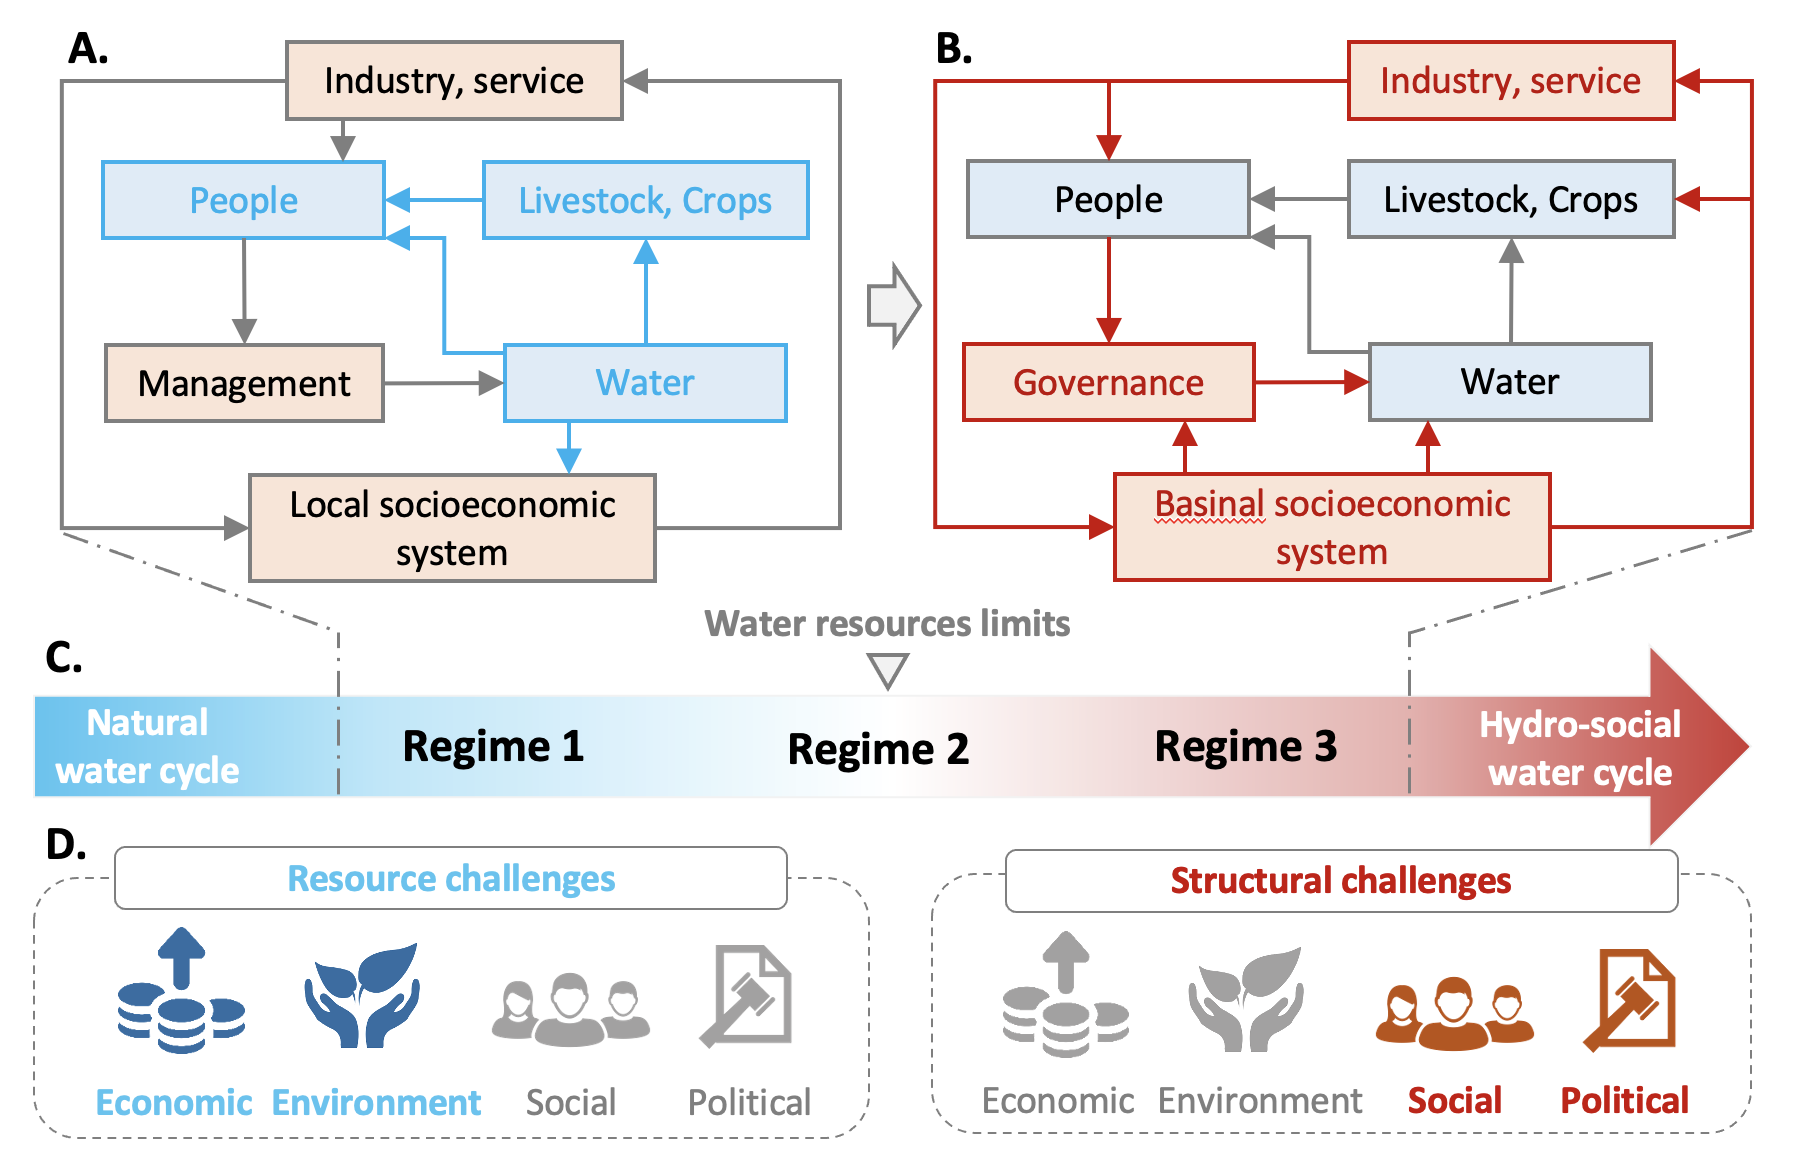 A.
Industry, service
People
Livestock, Crops
Management
Water
Local socioeconomic
system
B.
Industry, service
People
Livestock, Crops
Governance
Water
Basinal socioeconomic
system
Water resources limits
C.
Natural
water cycle
Regime 1
Regime 2
Regime 3
Hydro-social
water cycle
D.
Resource challenges
Economic
Environment
Social
Political
Structural challenges
Economic
Environment
Social
Political